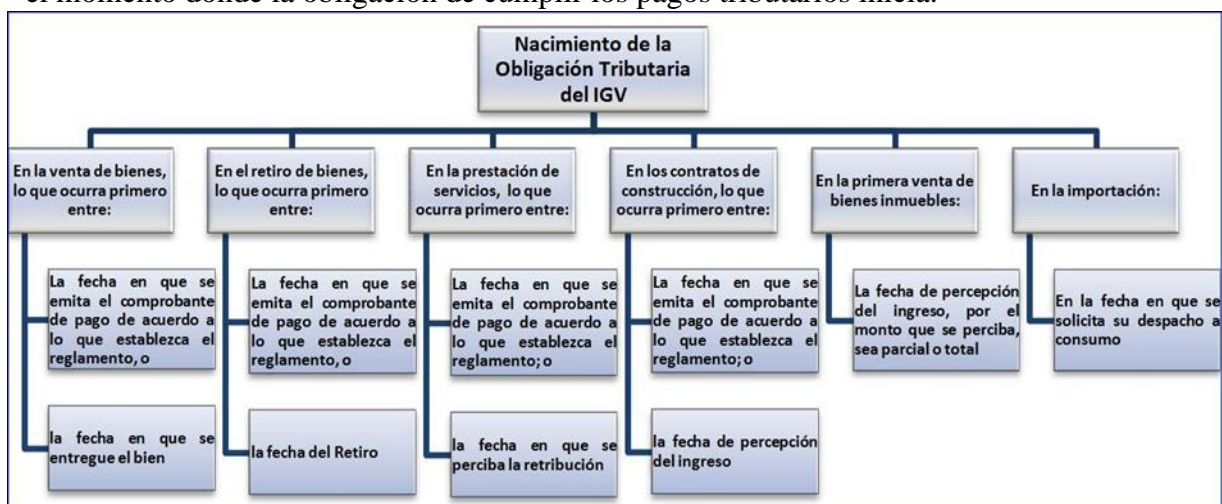 el momento donde la obligación de cumplir los pagos tributarios inicia.
Nacimiento de la
Obligación Tributaria
del IGV
En la venta de bienes,
lo que ocurra primero
entre:
La fecha en que se
emita el comprobante
de pago de acuerdo a
lo que establezca el
reglamento, o
la fecha en que se
entregue el bien
En el retiro de bienes,
lo que ocurra primero
entre:
La fecha en que se
emita el comprobante
de pago de acuerdo a
lo que establezca el
reglamento, o
la fecha del Retiro
En la prestación de
servicios, lo que
ocurra primero entre:
La fecha en que se
emita el comprobante
de pago de acuerdo a
lo que establezca el
reglamento; o
la fecha en que se
perciba la retribución
En los contratos de
construcción, lo que
ocurra primero entre:
La fecha en que se
emita el comprobante
de pago de acuerdo a
lo que establezca el
reglamento; o
la fecha de percepción
del ingreso
En la primera venta de
bienes inmuebles:
La fecha de percepción
del ingreso, por el
monto que se perciba,
sea parcial o total
En la importación:
En la fecha en que se
solicita su despacho a
consumo